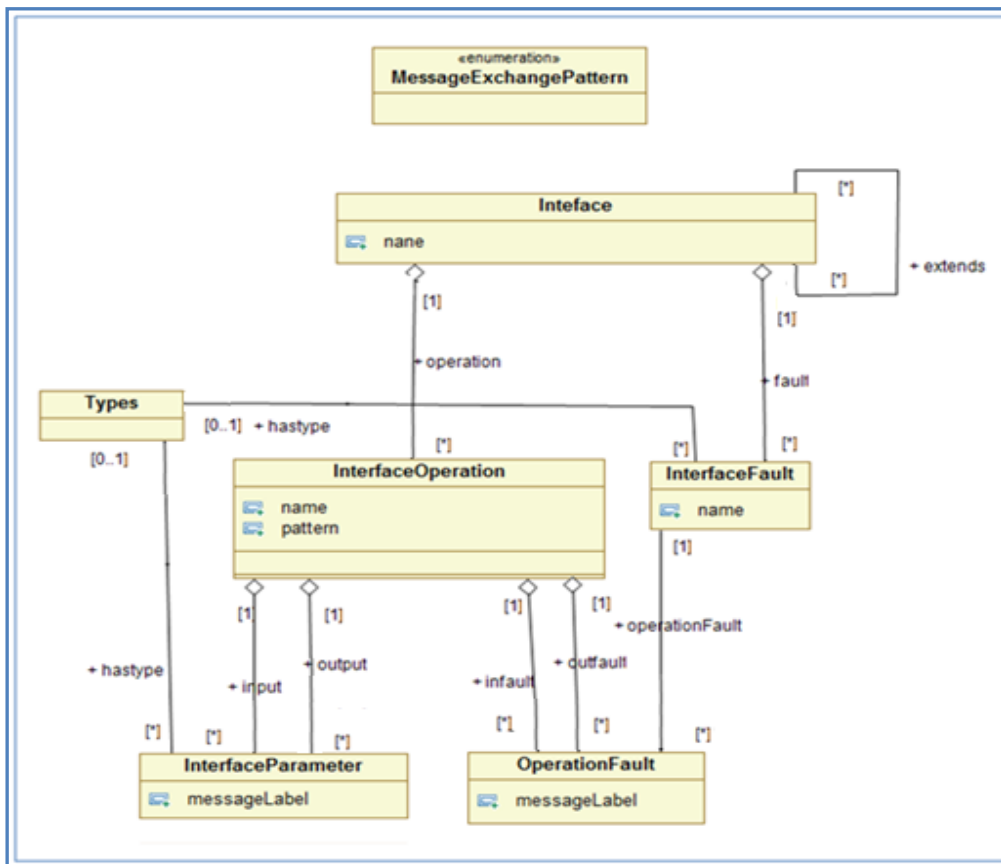 «enumeration»
MessageExchangePattern
[*]
Inteface
nane
[*]
+ extends
[1]
[1]
+ operation
+ fault
Types
[0..1] + hastype
[*]
[*]
[*]
[0..1]
InterfaceOperation
InterfaceFault
name
pattern
name
[1]
[1]
[1]
[1]
[1]
+ operationFault
+ hastype
+ output
+ outfault
+ input
+ infault
[*]
[*]
[*]
[*]
[*]
[*]
InterfaceParameter
OperationFault
messageLabel
messageLabel